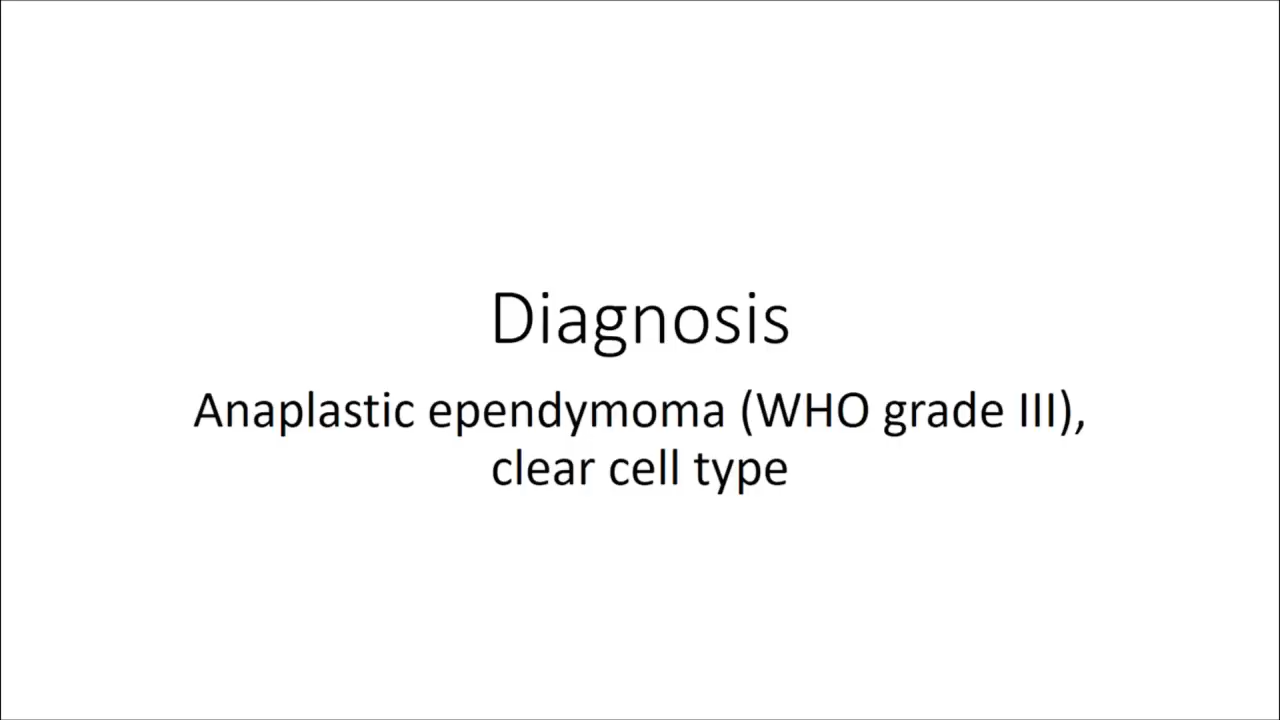 Diagnosis
Anaplastic ependymoma (WHO grade III),
clear cell type